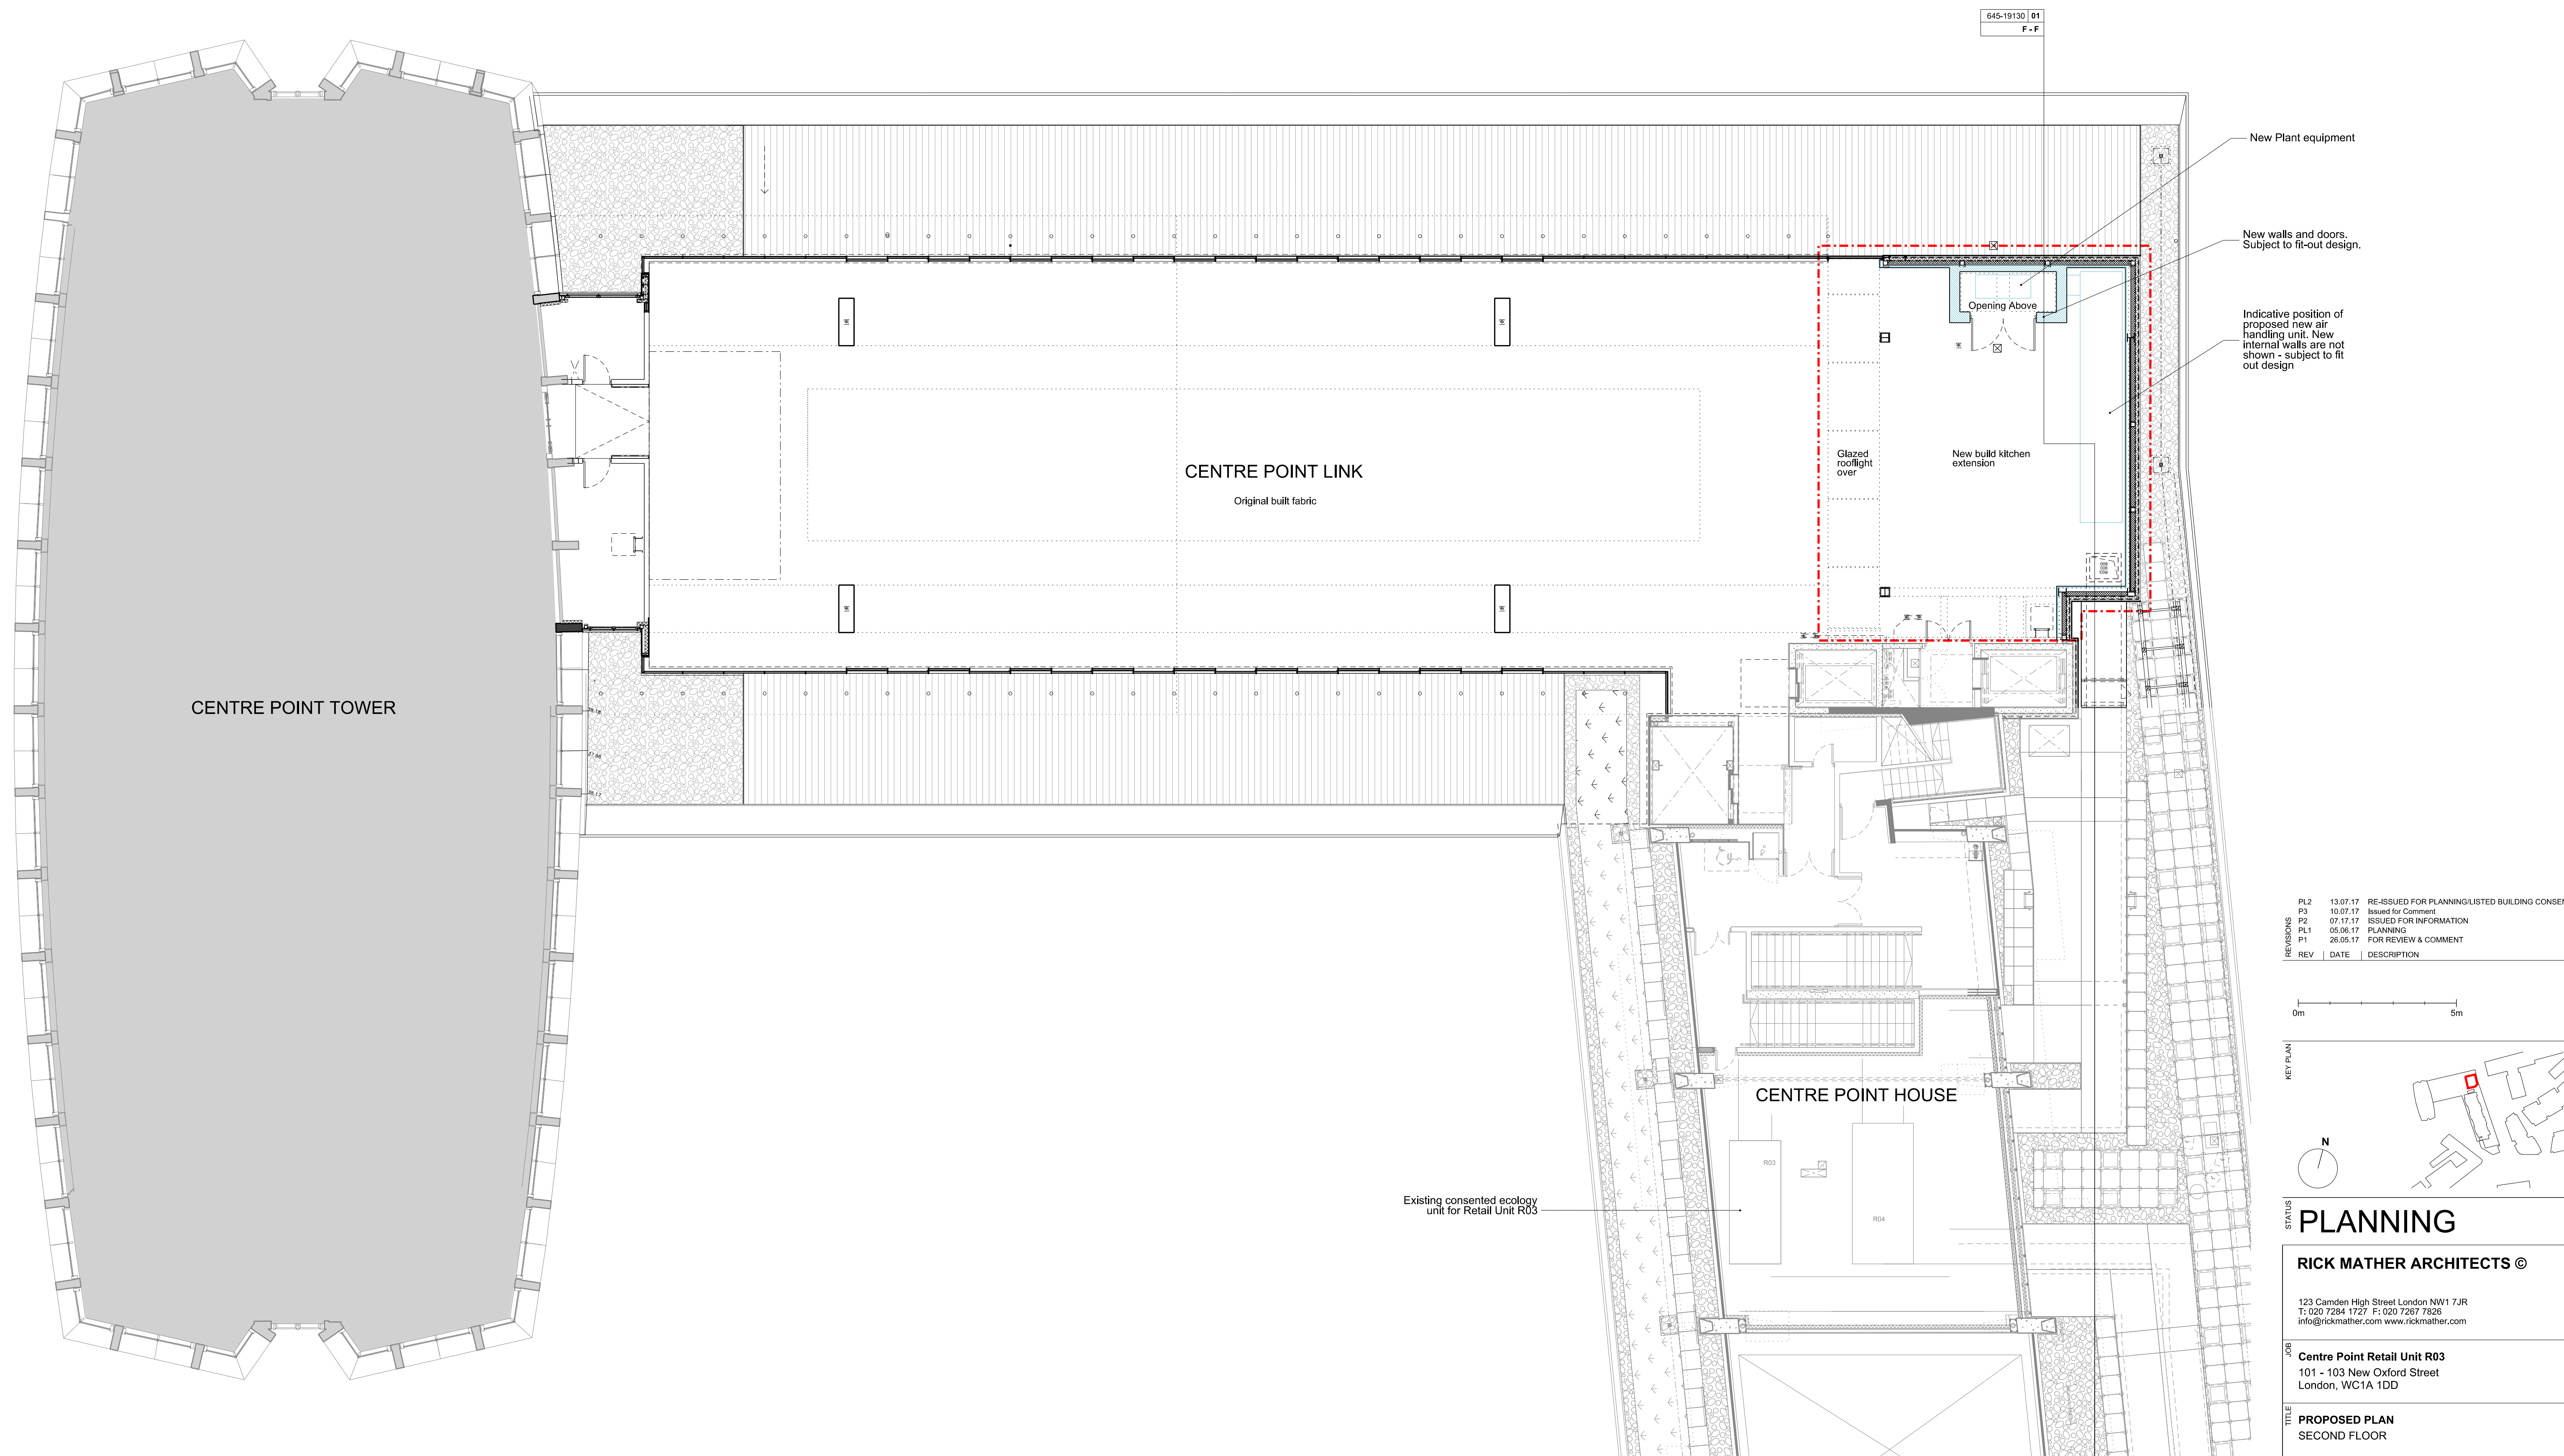 645-19130 01
F - F
New Plant equipment
New walls and doors.
Subject to fit-out design.
Opening Above
Indicative position of
proposed new air
handling unit. New
internal walls are not
shown - subject to fit
out design
Glazed
rooflight
over
New build kitchen
extension
CENTRE POINT LINK
Original built fabric
CENTRE POINT TOWER
CENTRE POINT HOUSE
R03
R04
Existing consented ecology
unit for Retail Unit R03
REVISIONS
PL2 13.07.17 RE-ISSUED FOR PLANNING/LISTED BUILDING CONSEN
P3 10.07.17 Issued for Comment
P2 07.17.17 ISSUED FOR INFORMATION
PL1 05.06.17 PLANNING
P1 26.05.17 FOR REVIEW & COMMENT
REV DATE DESCRIPTION
0m 5m
KEY PLAN
N
STATUS
PLANNING
RICK MATHER ARCHITECTS ©
123 Camden High Street London NW1 7JR
T: 020 7284 1727 F: 020 7267 7826
info@rickmather.com www.rickmather.com
JOB
Centre Point Retail Unit R03
101 - 103 New Oxford Street
London, WC1A 1DD
TITLE
PROPOSED PLAN
SECOND FLOOR